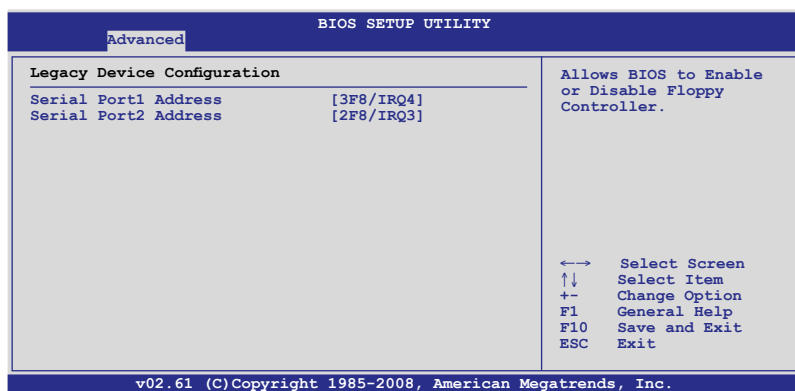 BIOS SETUP UTILITY
Advanced
Legacy Device Configuration
Serial Port1 Address [3F8/IRQ4]
Serial Port2 Address [2F8/IRQ3]
Allows BIOS to Enable
or Disable Floppy
Controller.
←→ Select Screen
↑↓ Select Item
+- Change Option
F1 General Help
F10 Save and Exit
ESC Exit
v02.61 (C)Copyright 1985-2008, American Megatrends, Inc.